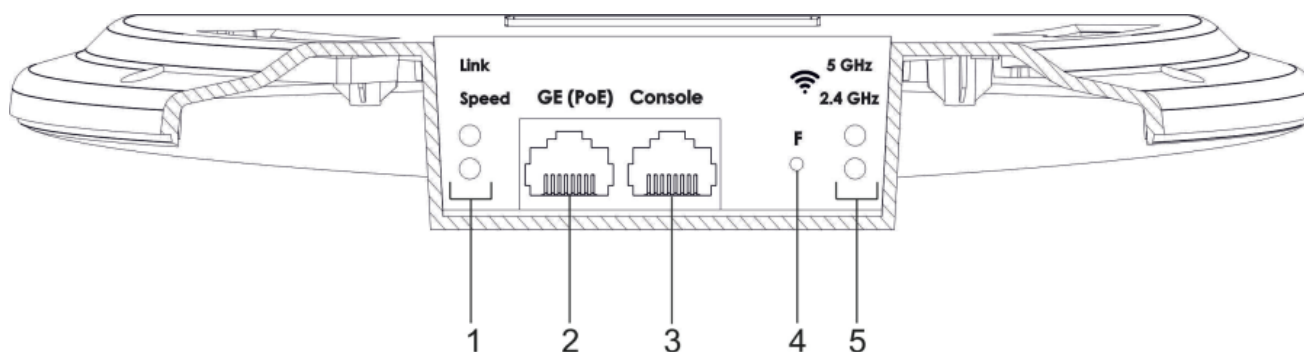 Link
Speed
GE (PoE)
Console
5 GHz
2.4 GHz
F
1
2
3
4
5